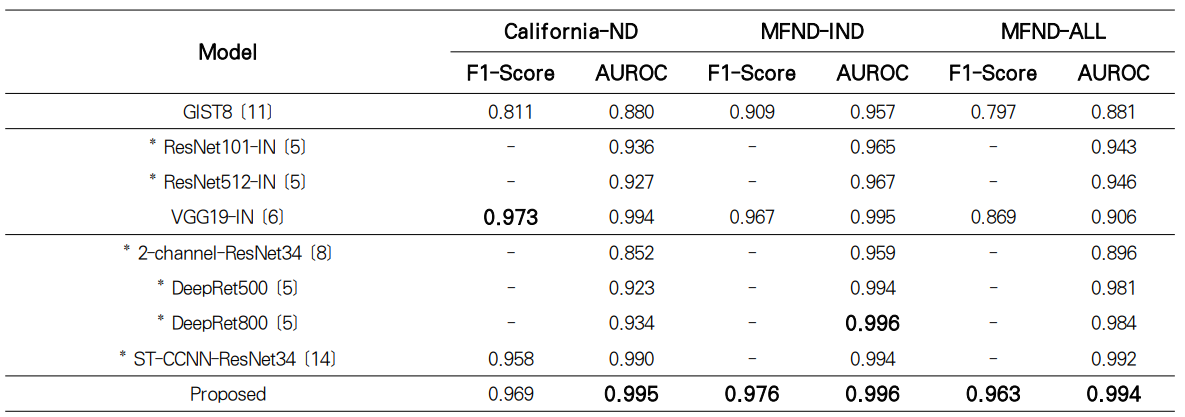 Model California-ND MFND-IND MFND-ALL
F1-Score AUROC F1-Score AUROC F1-Score AUROC
GIST8 (11) 0.811 0.880 0.909 0.957 0.797 0.881
* ResNet101-IN (5) - 0.936 - 0.965 - 0.943
* ResNet512-IN (5) - 0.927 - 0.967 - 0.946
VGG19-IN (6) 0.973 0.994 0.967 0.995 0.869 0.906
* 2-channel-ResNet34 (8) - 0.852 - 0.959 - 0.896
* DeepRet500 (5) - 0.923 - 0.994 - 0.981
* DeepRet800 (5) - 0.934 - 0.996 - 0.984
* ST-CCNN-ResNet34 (14) 0.958 0.990 - 0.994 - 0.992
Proposed 0.969 0.995 0.976 0.996 0.963 0.994